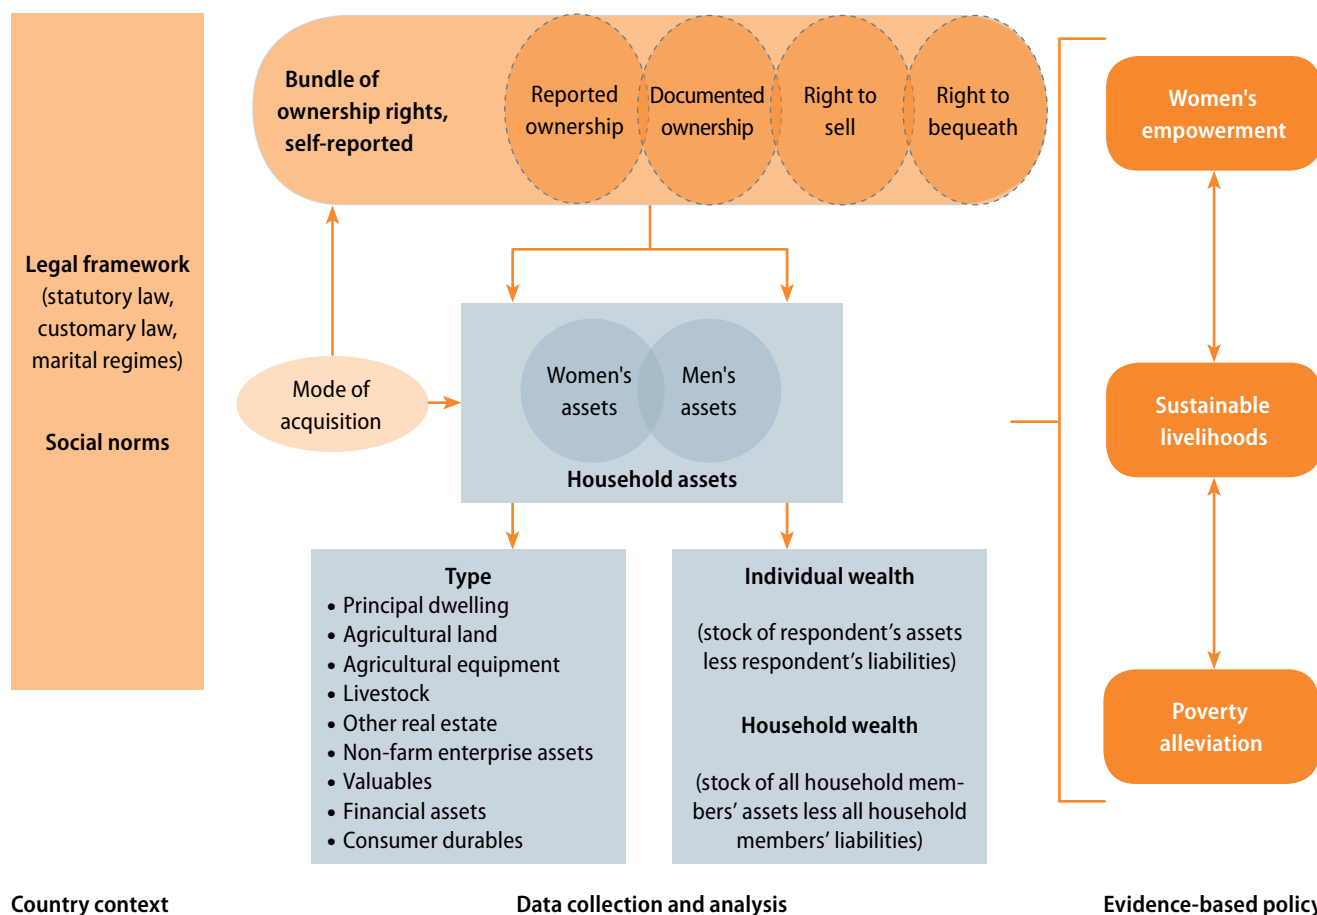 Legal framework
(statutory law,
customary law,
marital regimes)
Social norms
Bundle of
ownership rights,
self-reported
Reported
ownership
Documented
ownership
Right to
sell
Right to
bequeath
Mode of
acquisition
Women's
assets
Men's
assets
Household assets
Type
• Principal dwelling
• Agricultural land
• Agricultural equipment
• Livestock
• Other real estate
• Non-farm enterprise assets
• Valuables
• Financial assets
• Consumer durables
Individual wealth
(stock of respondent’s assets
less respondent’s liabilities)
Household wealth
(stock of all household mem-
bers’ assets less all household
members’ liabilities)
Women's
empowerment
Sustainable
livelihoods
Poverty
alleviation
Country context
Data collection and analysis
Evidence-based policy